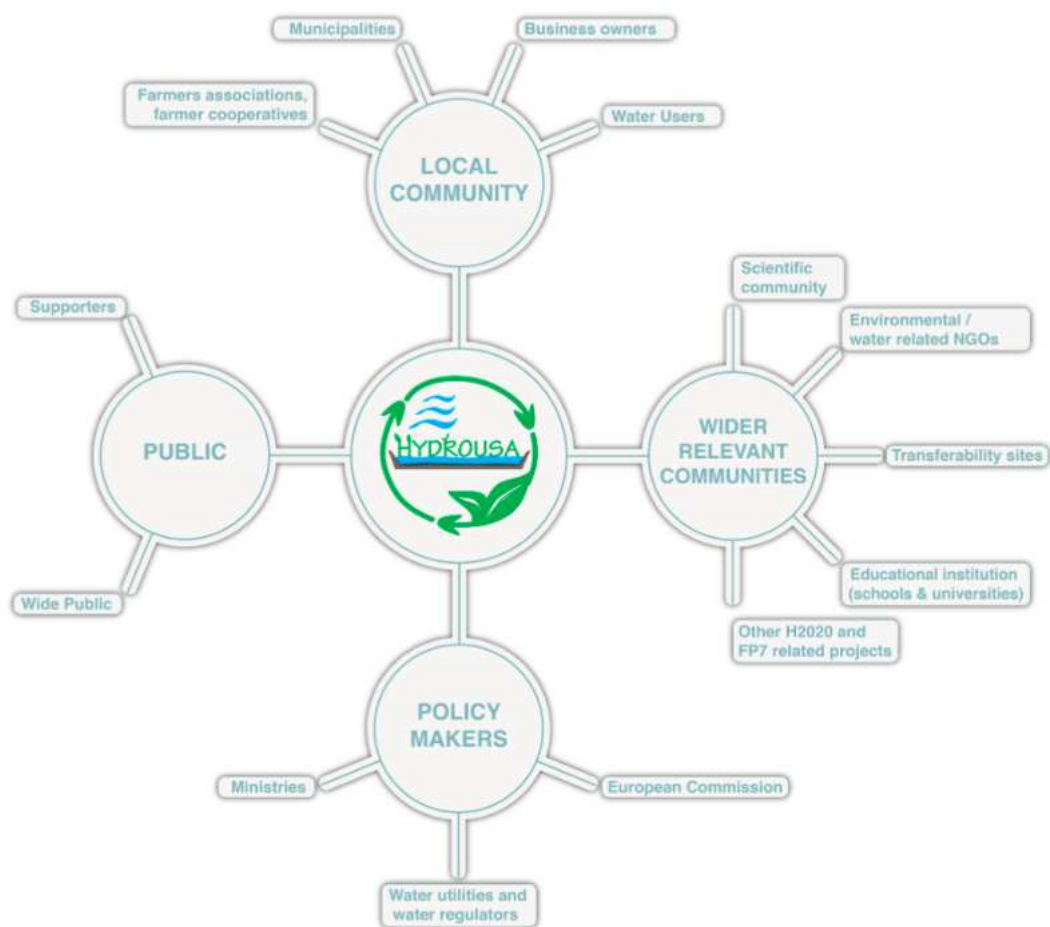 Municipalities
Business owners
Farmers associations,
farmer cooperatives
Water Users
LOCAL
COMMUNITY
Scientific
community
Supporters
Environmental /
water related NGOs
HYDROUSA
PUBLIC
WIDER
RELEVANT
COMMUNITIES
Transferability sites
Wide Public
Educational institution
(schools & universities)
Other H2020 and
FP7 related projects
POLICY
MAKERS
Ministries
European Commission
Water utilities and
water regulators